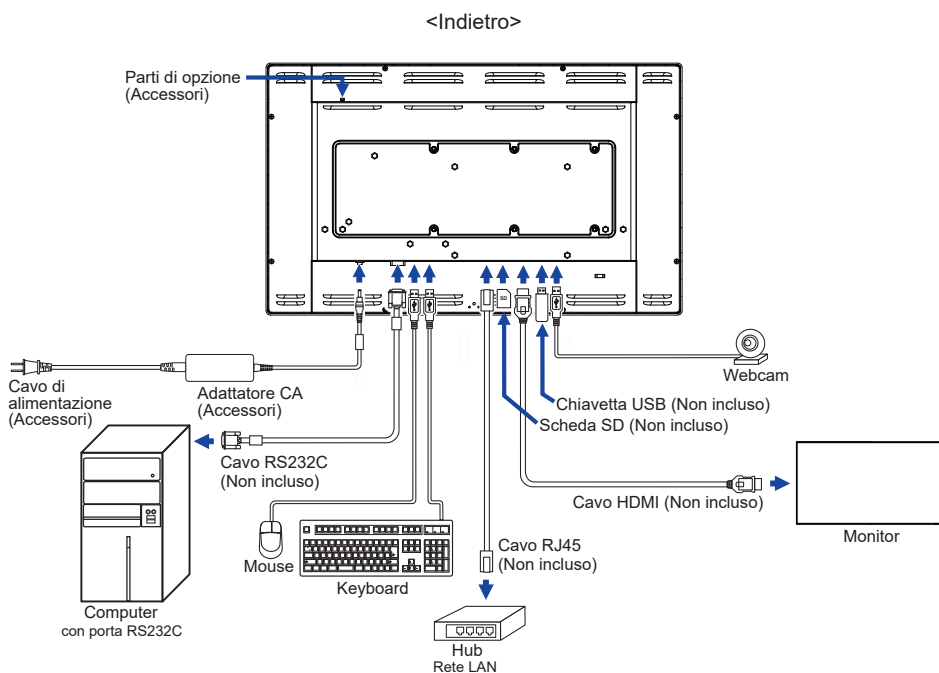 <Indietro>
Parti di opzione
(Accessori)
SD
Webcam
Cavo di
alimentazione
(Accessori)
Adattatore CA
(Accessori)
Chiavetta USB (Non incluso)
Scheda SD (Non incluso)
Cavo RS232C
(Non incluso)
Cavo HDMI (Non incluso)
Monitor
Mouse
Keyboard
Cavo RJ45
(Non incluso)
Computer
con porta RS232C
Hub
Rete LAN